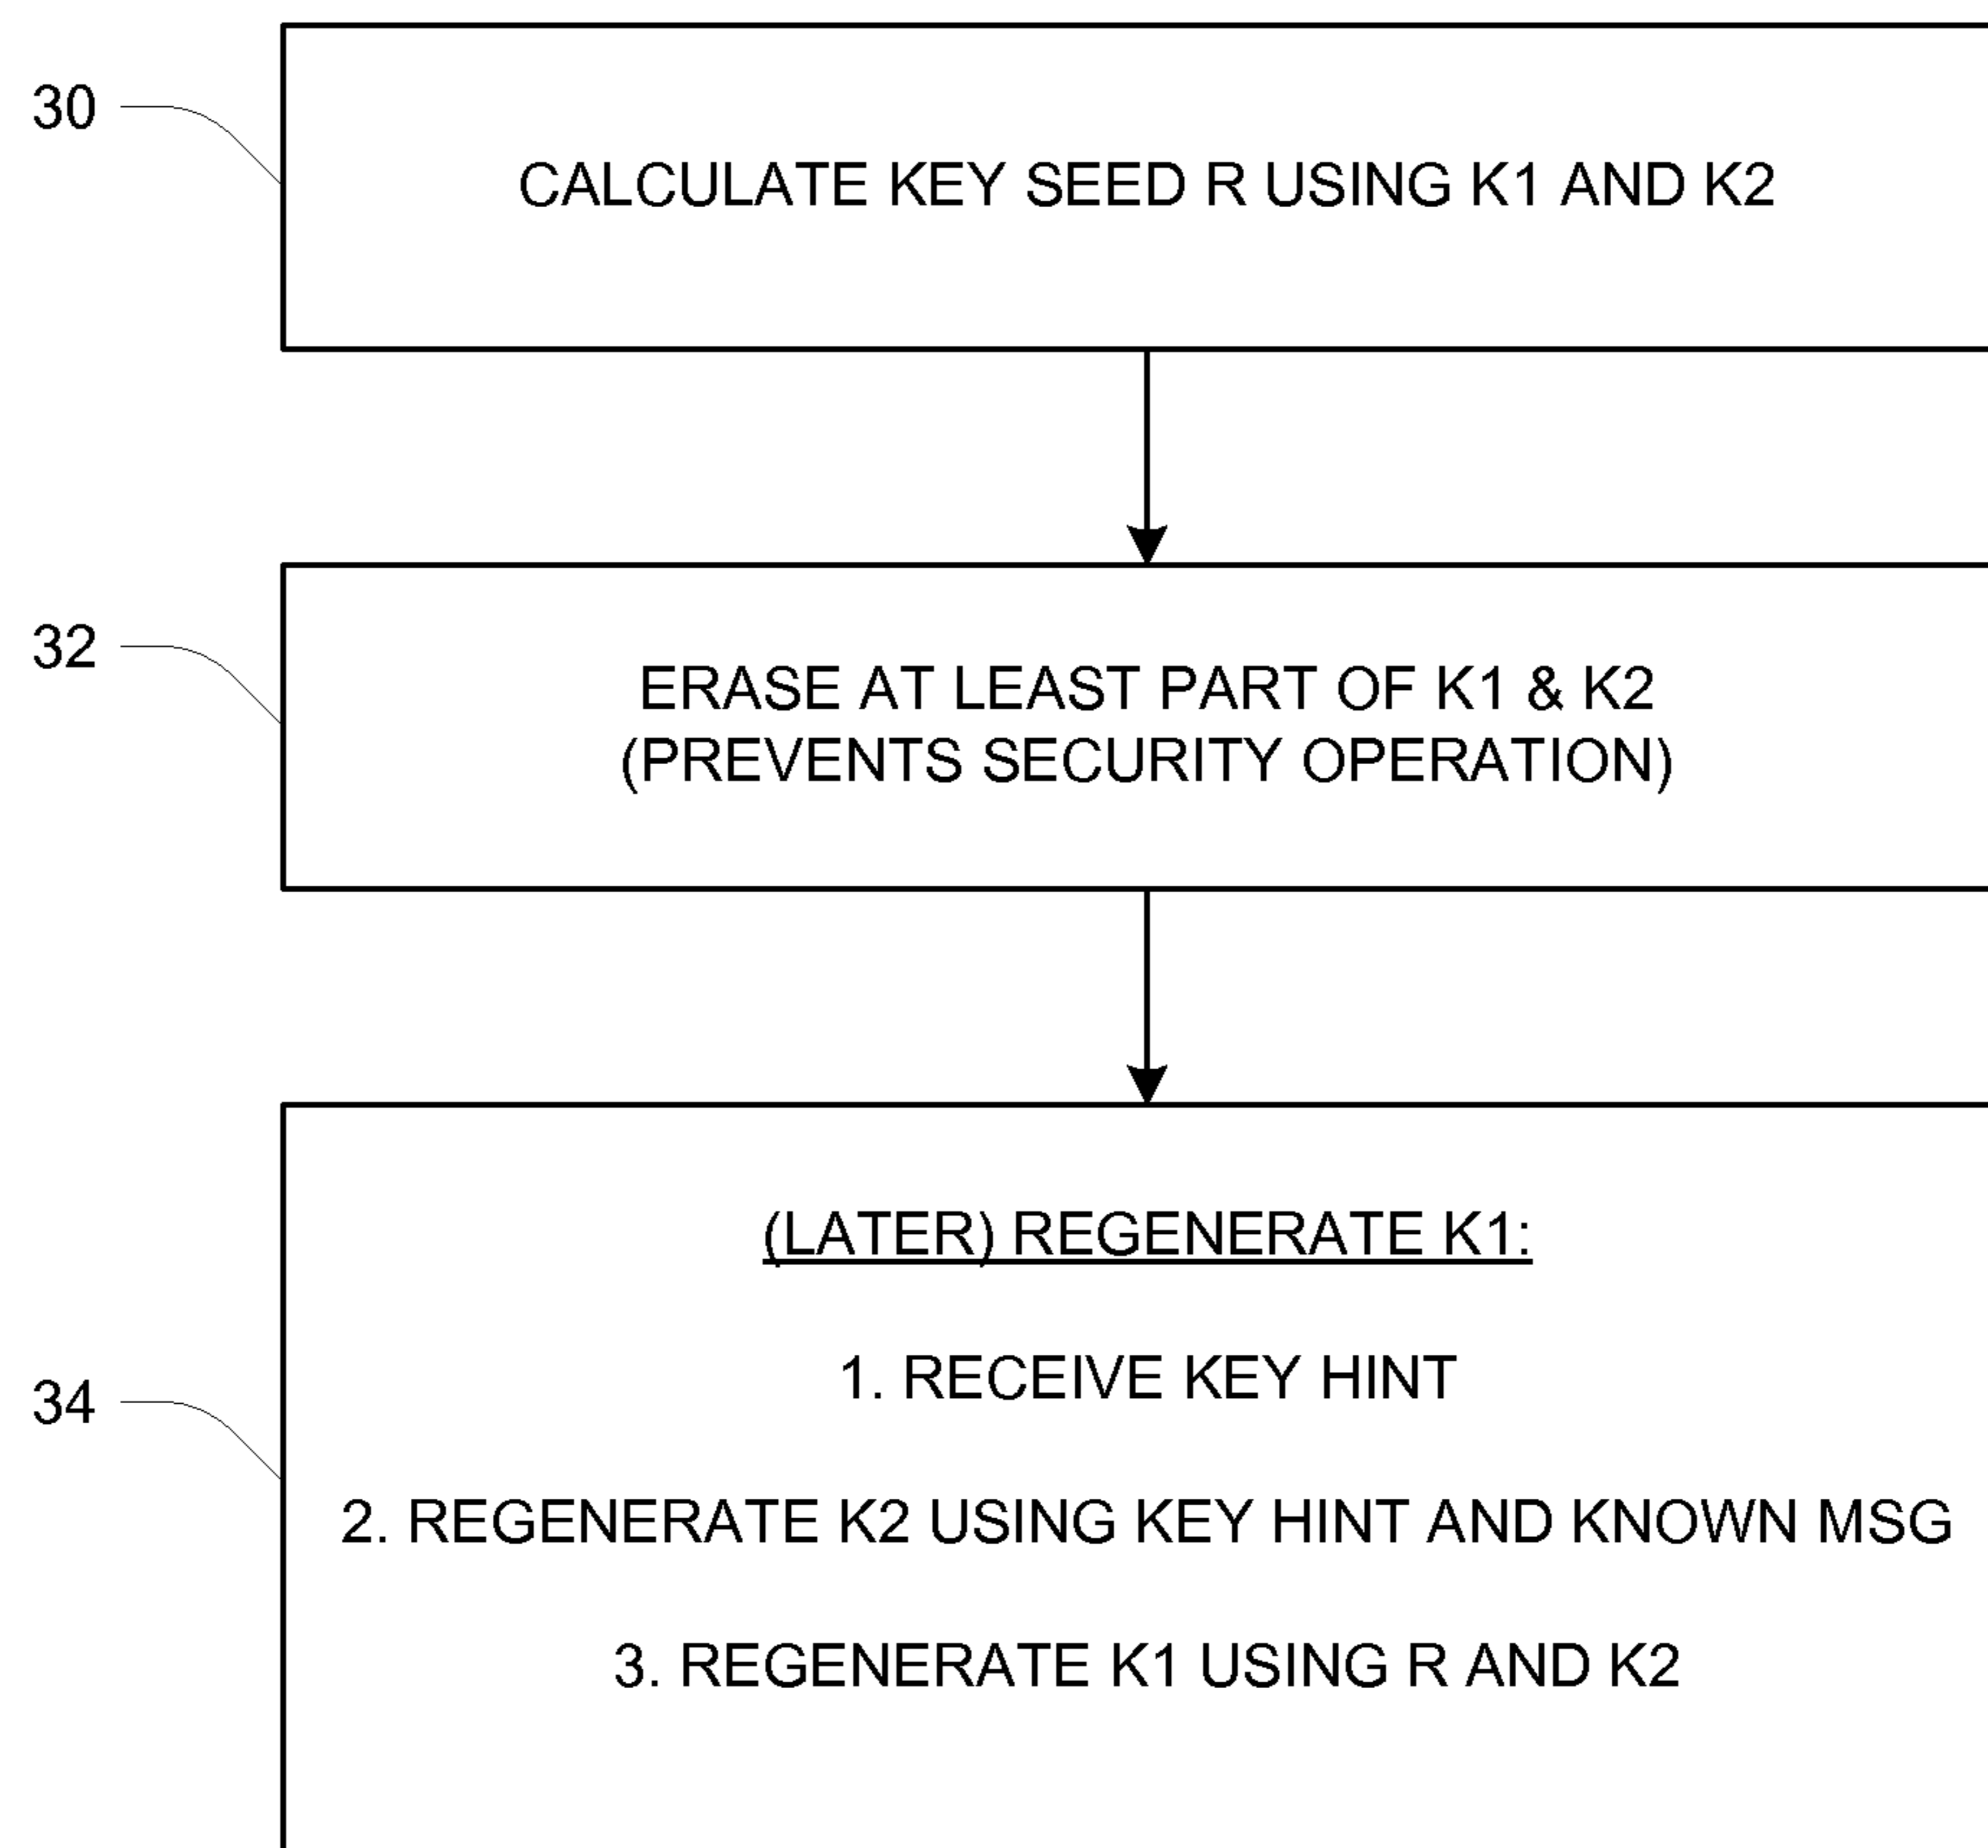 30
CALCULATE KEY SEED R USING K1 AND K2
32
ERASE AT LEAST PART OF K1 & K2
(PREVENTS SECURITY OPERATION)
(LATER) REGENERATE K1:
1. RECEIVE KEY HINT
34
2. REGENERATE K2 USING KEY HINT AND KNOWN MSG
3. REGENERATE K1 USING R AND K2